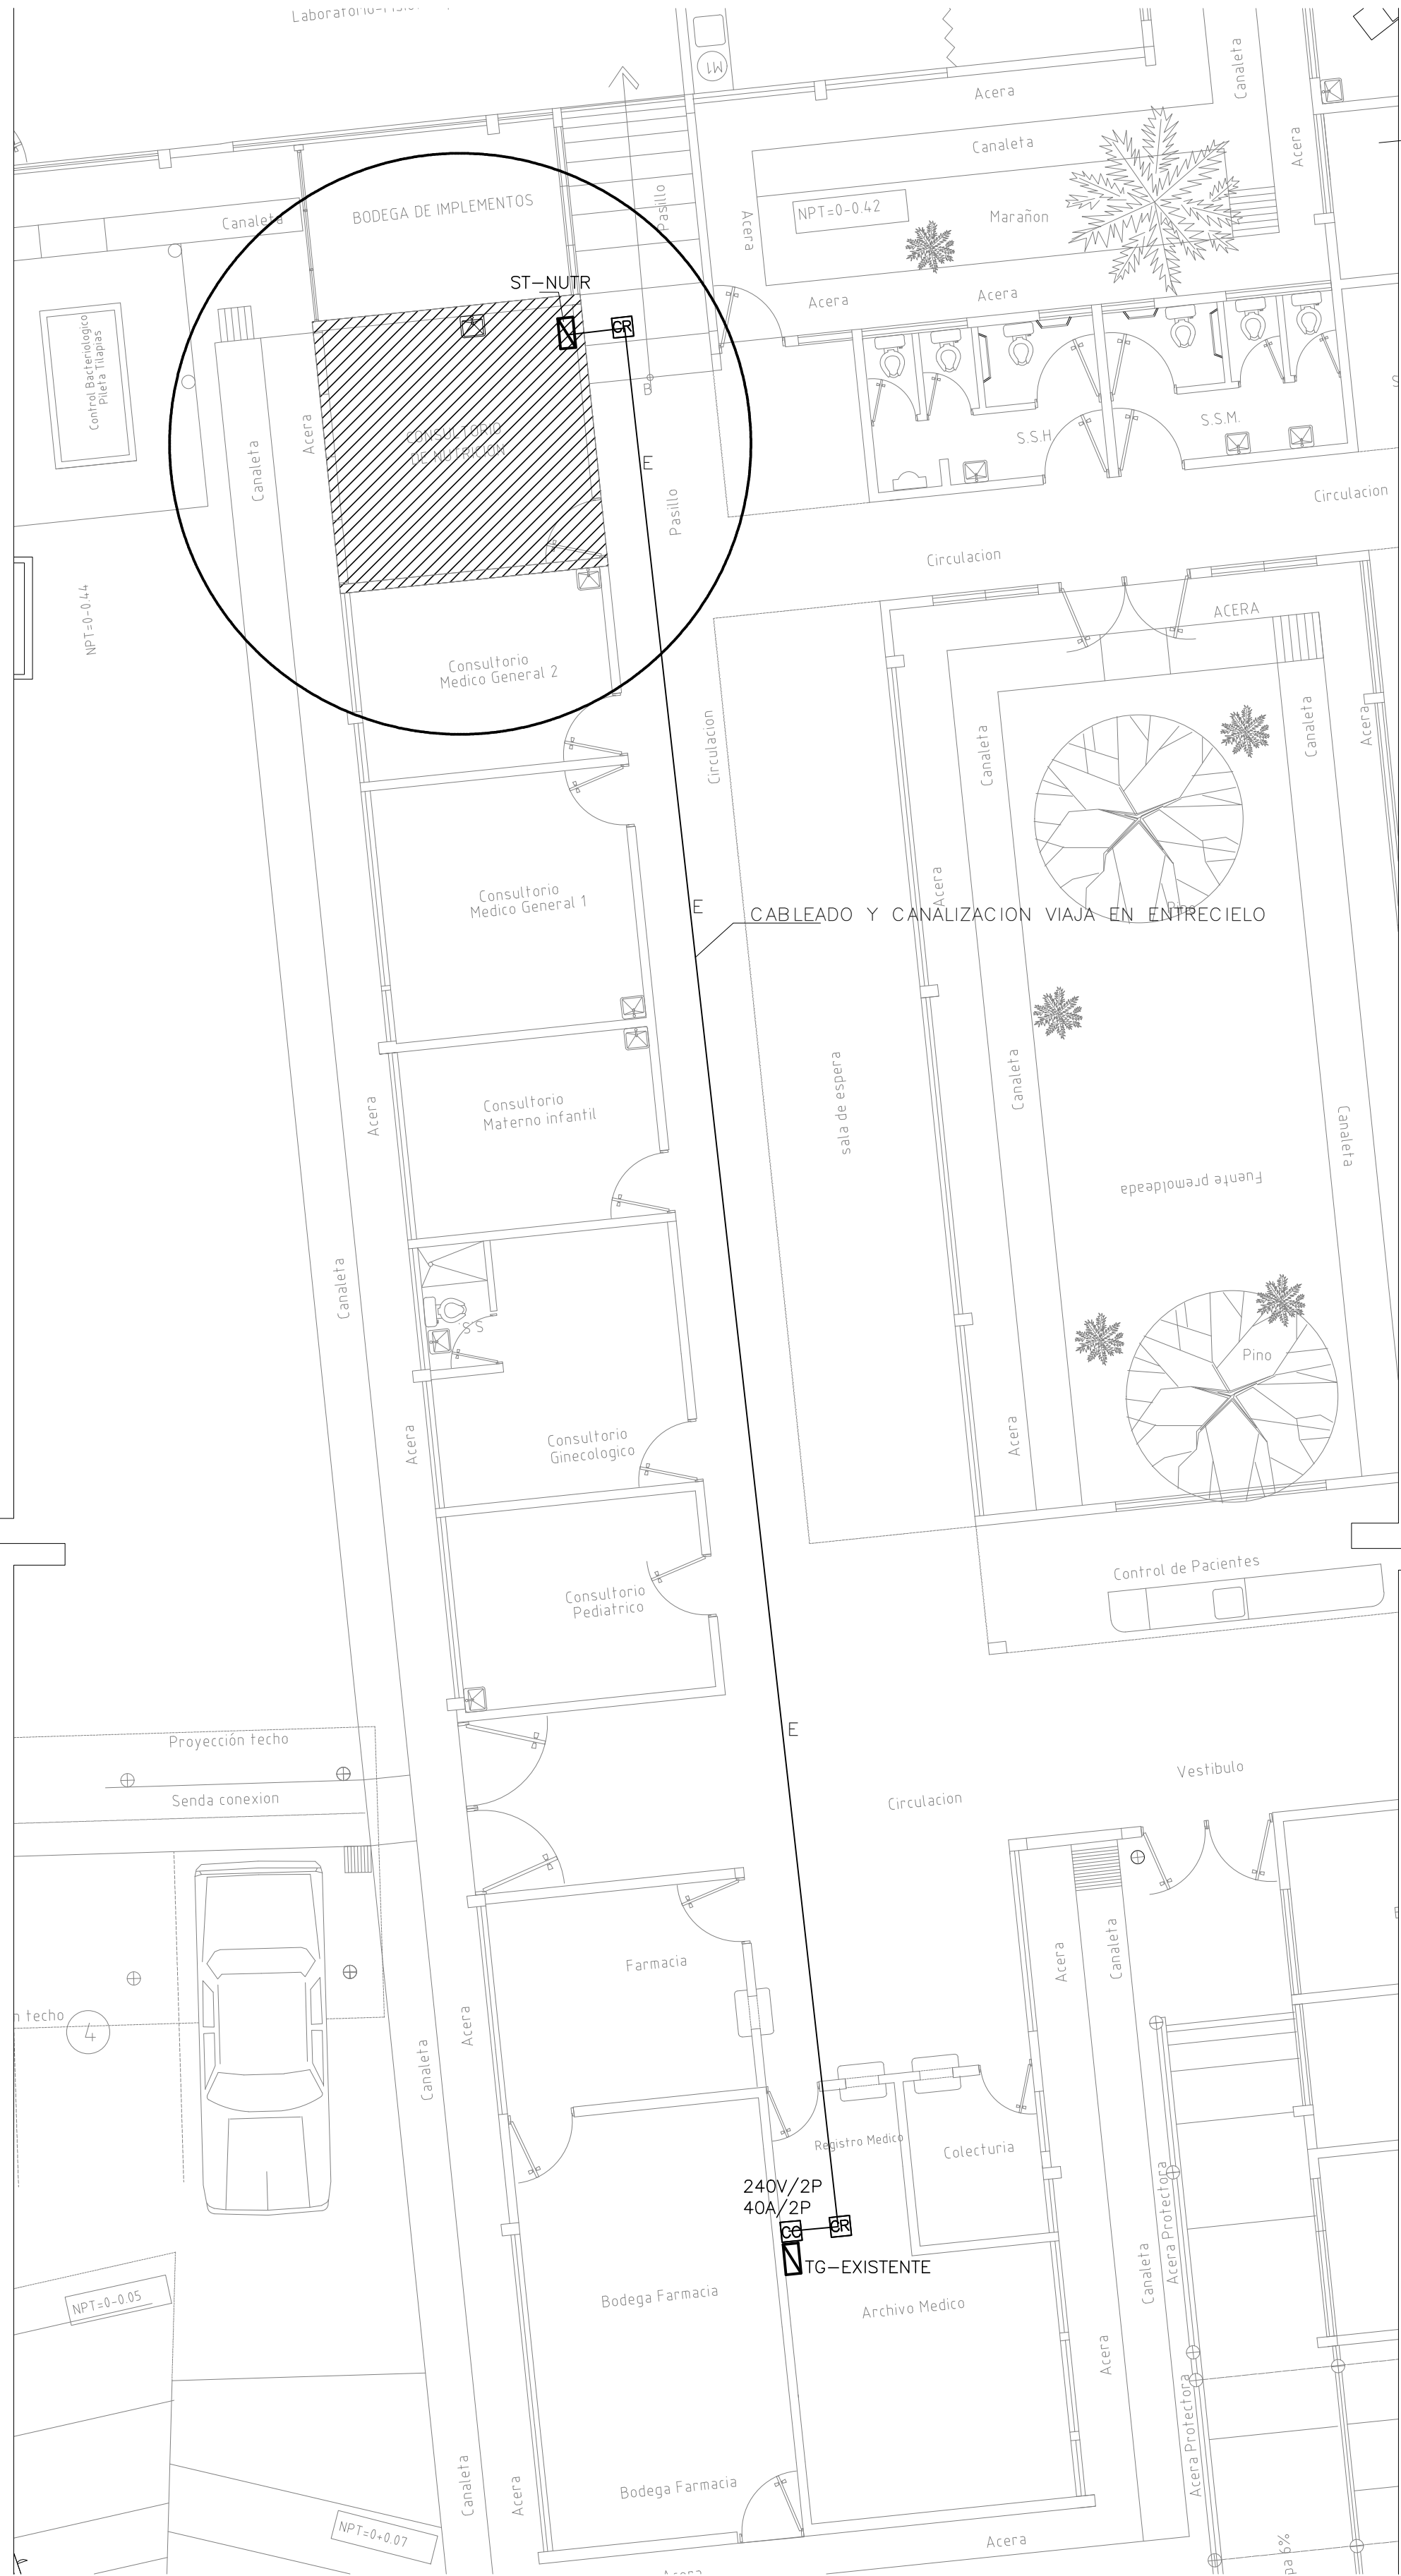 M1
Acera
Canaleta
Acera
Canaleta
Canaleta
BODEGA DE IMPLEMENTOS
Pasillo
Acera
NPT=0-0.42
Marañon
ST-NUTR
CR
Acera
Acera
Control Bacteriologico
Pileta Tilapias
B
Acera
CONSULTORIO
DE NUTRICION
S.S.H
S.S.M.
Canaleta
E
Pasillo
Circulacion
Circulacion
NPT=0-0.44
ACERA
Consultorio
Medico General 2
Circulacion
Canaleta
Canaleta
Acera
Consultorio
Medico General 1
Acera
E
Pino
CABLEADO Y CANALIZACION VIAJA EN ENTRECIELO
Acera
Consultorio
Materno infantil
sala de espera
Canaleta
Canaleta
Fuente premoldeada
Canaleta
S S
Pino
Acera
Consultorio
Ginecologico
Acera
Consultorio
Pediatrico
Control de Pacientes
Proyección techo
E
Vestibulo
Senda conexion
Circulacion
Farmacia
Acera
Canaleta
techo
4
Acera
Canaleta
Registro Medico
Colecturia
240V/2P
40A/2P
CC
CR
TG-EXISTENTE
Canaleta
Acera Protectora
NPT=0-0.05
Bodega Farmacia
Archivo Medico
Acera
Acera Protectora
Canaleta
Acera
Bodega Farmacia
NPT=0+0.07
Acera
6%